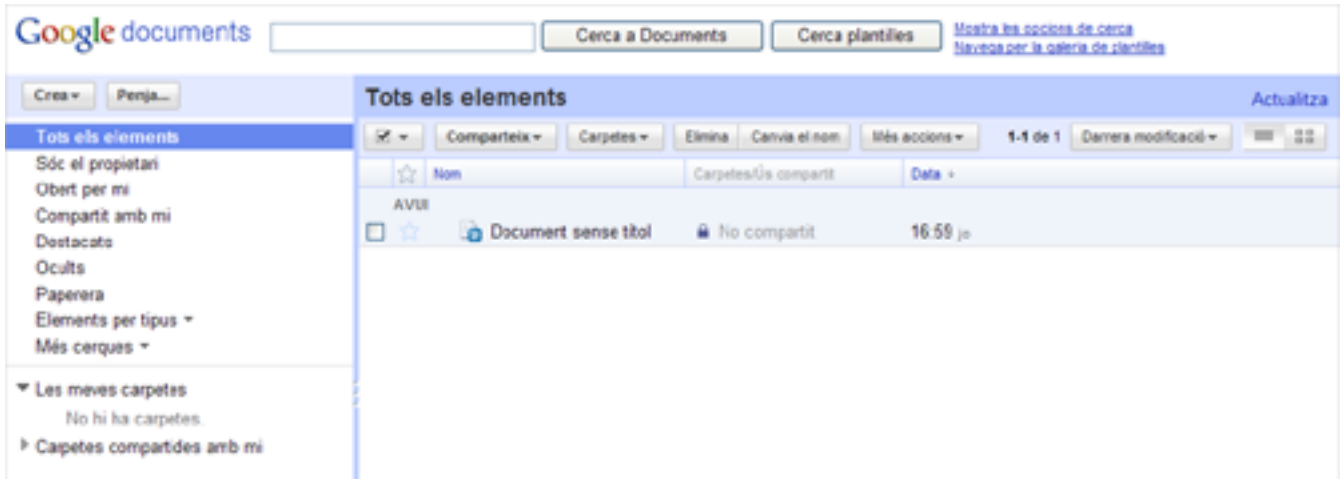 Google documents Cerca a Documents Cerca plantilles Mostra les opcions de cerca
Navega per la galeria de plantilles
Crea Penja...
Tots els elements
Sóc el propietari
Obert per mi
Compartit amb mi
Destacats
Ocults
Paperera
Elements per tipus
Més cerques
Les meves carpetes
No hi ha carpetes.
Carpetes compartides amb mi
Tots els elements Actualitza
Comparteix Carpetes Elimina Canvia el nom Més accions 1-1 de 1 Darrera modificació
Nom Carpetes/Ús compartit Data
AVUI
Document sense títol No compartit 16:59 jo